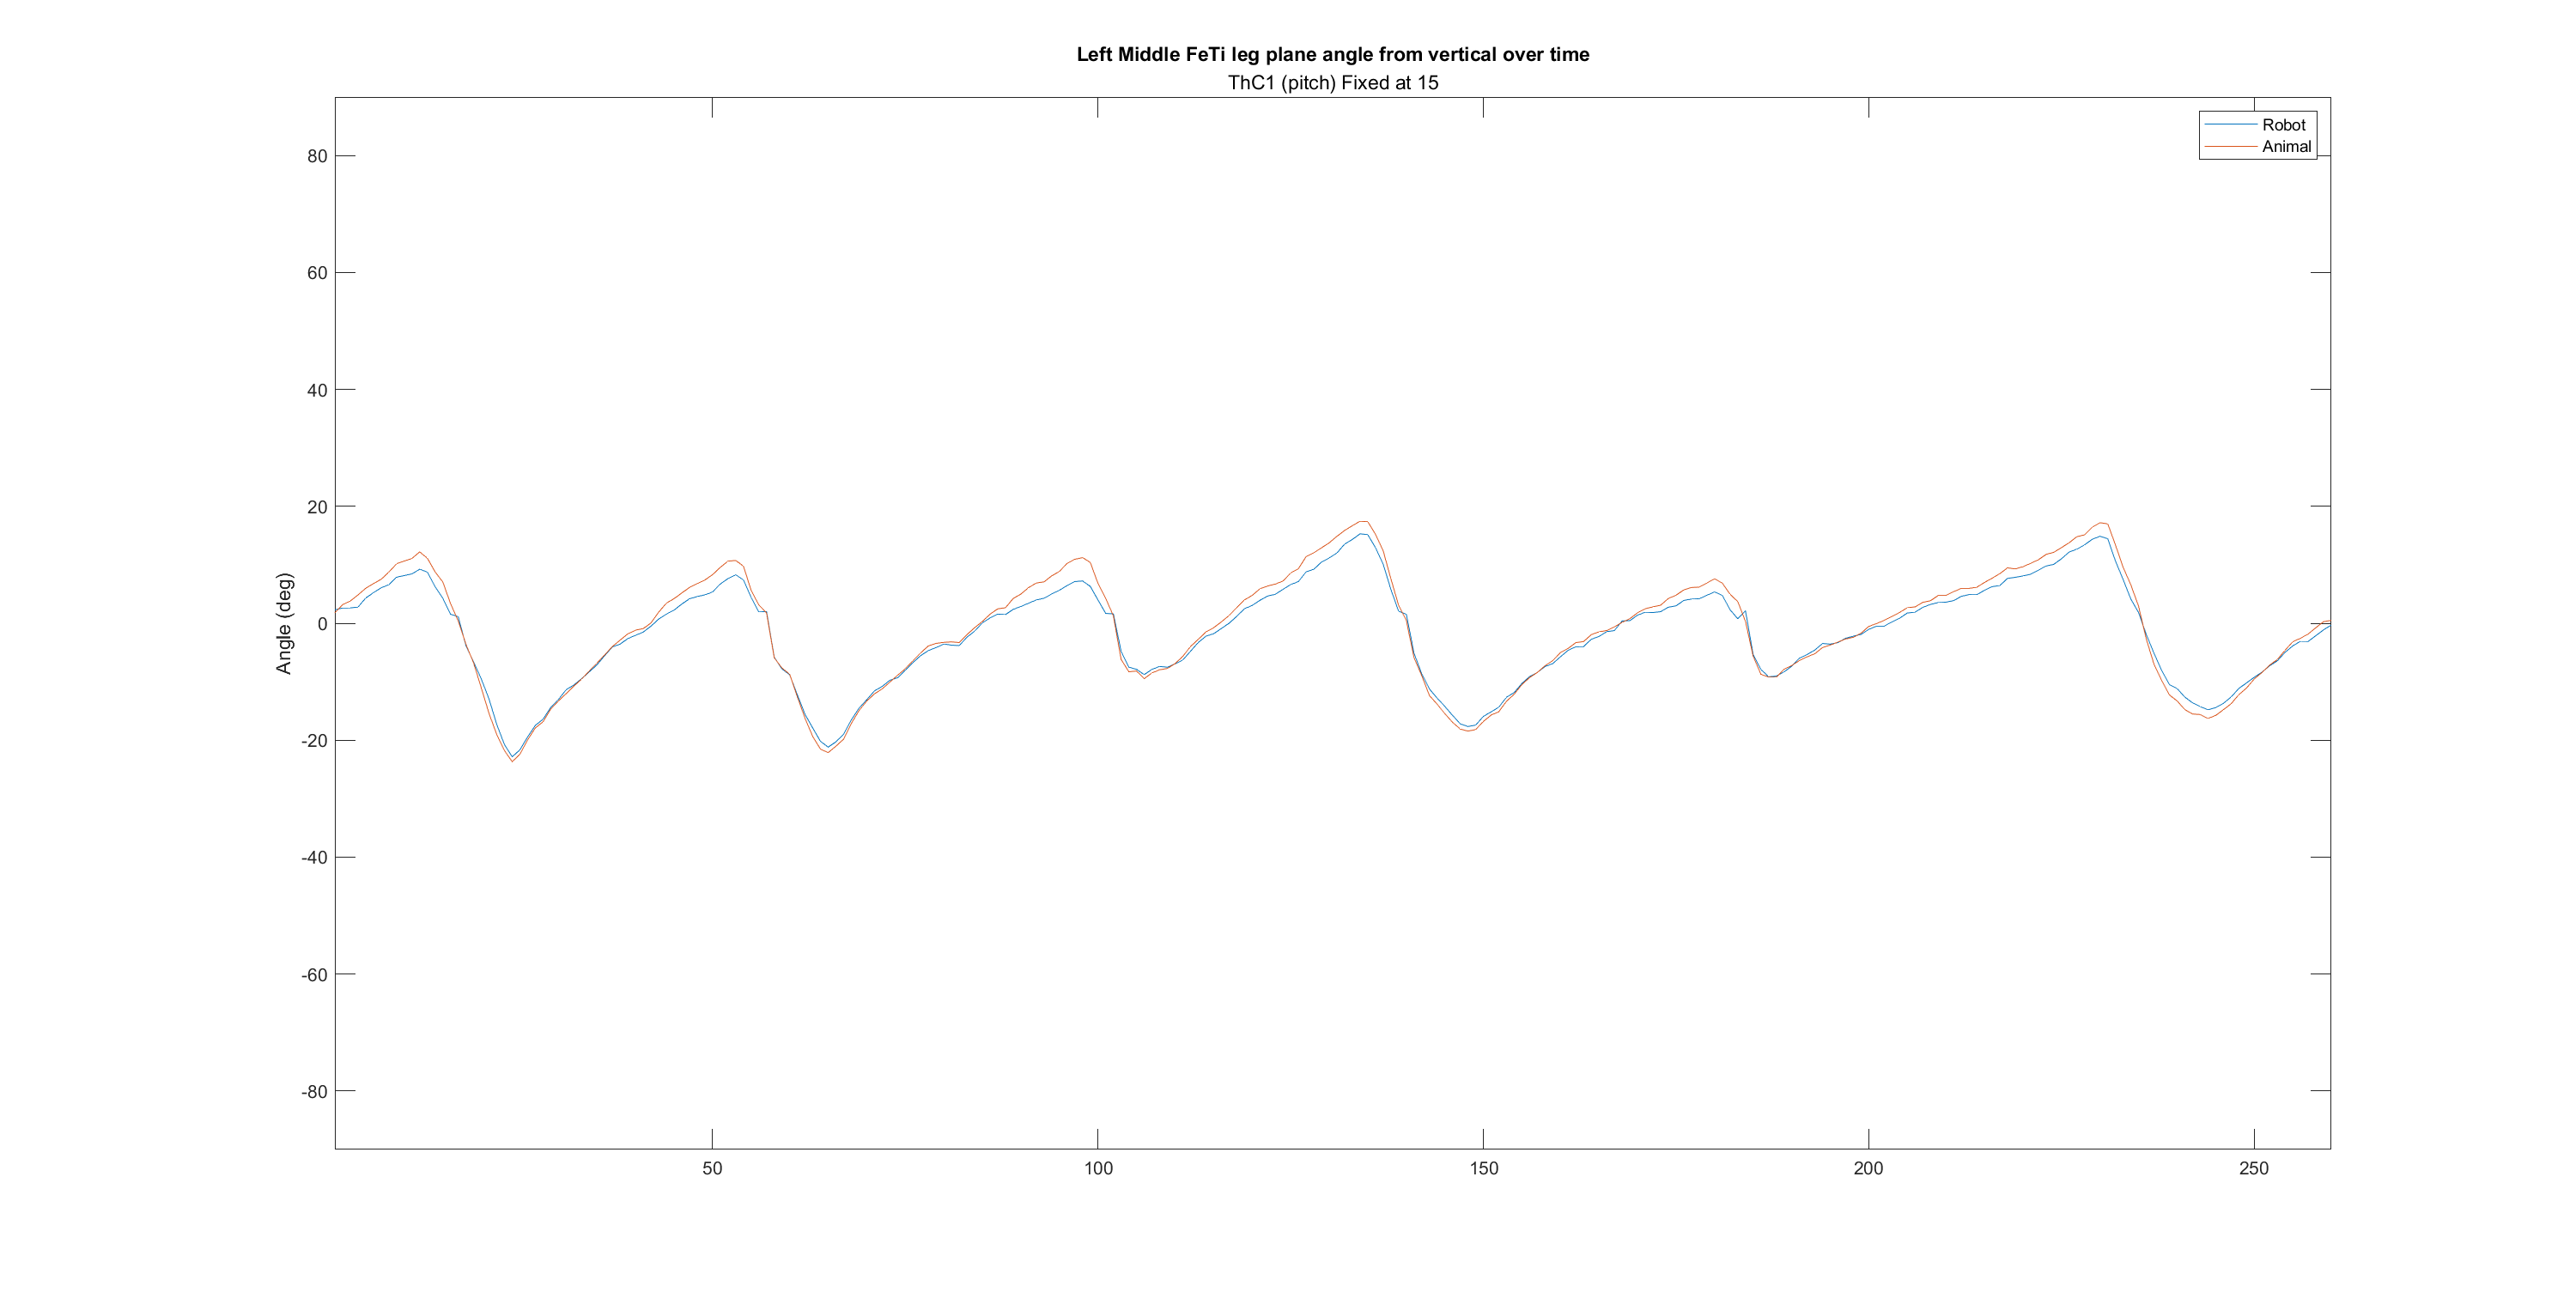 Left Middle FeTi leg plane angle from vertical over time
ThC1 (pitch) Fixed at 15
Robot
Animal
80
60
40
20
0
-20
-40
-60
-80
Angle (deg)
50 100 150 200 250